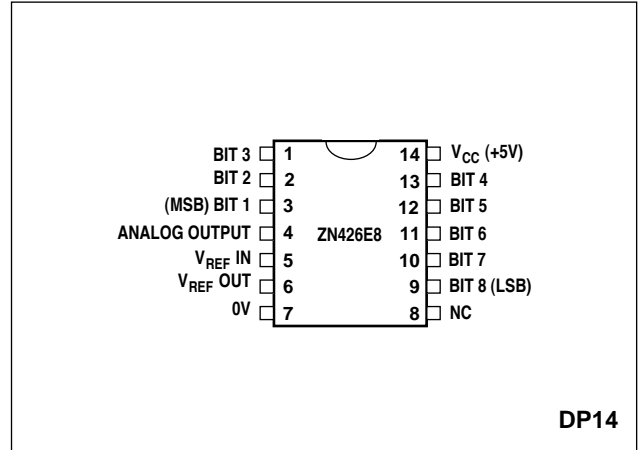 BIT 3 1 14 VCC (+5V)
BIT 2 2 13 BIT 4
(MSB) BIT 1 3 12 BIT 5
ANALOG OUTPUT 4 ZN426E8 11 BIT 6
VREF IN 5 10 BIT 7
VREF OUT 6 9 BIT 8 (LSB)
0V 7 8 NC
DP14